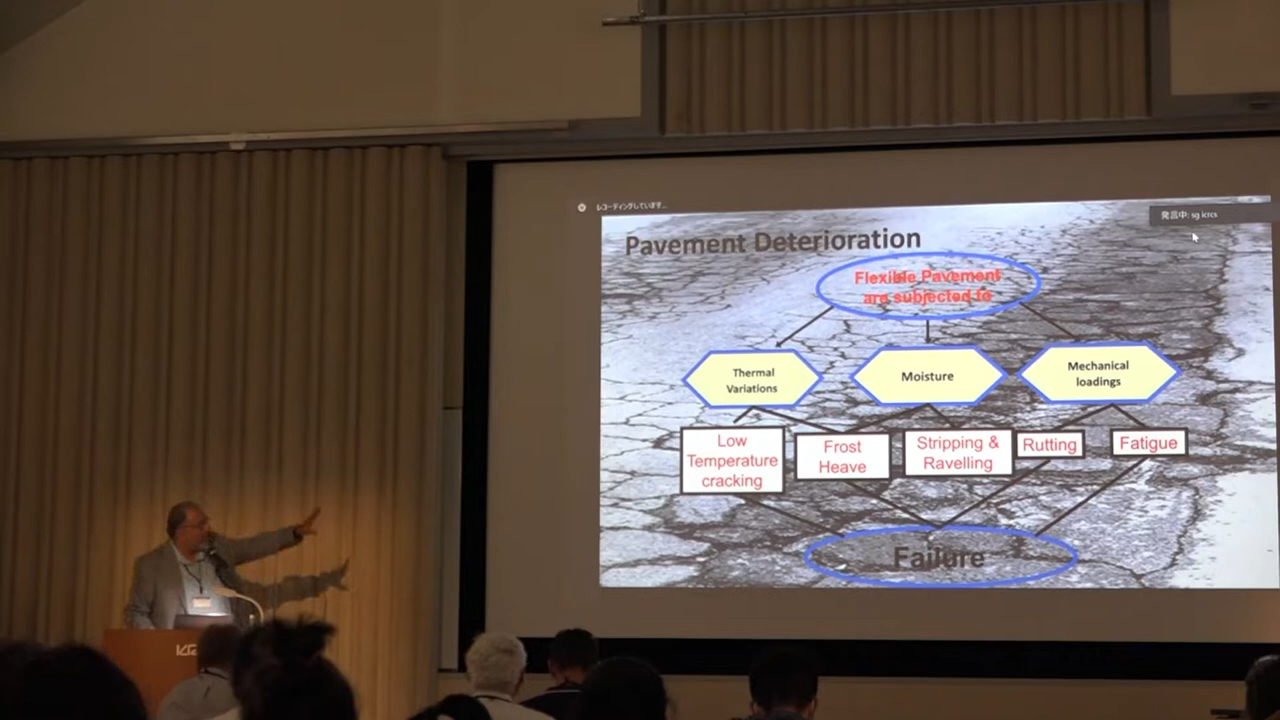 レコーディングしています...
発言中: sg icrcs
Pavement Deterioration
Flexible Pavement
are subjected to
Thermal
Variations
Moisture
Mechanical
loadings
Low
Temperature
cracking
Frost
Heave
Stripping &
Ravelling
Rutting
Fatigue
Failure